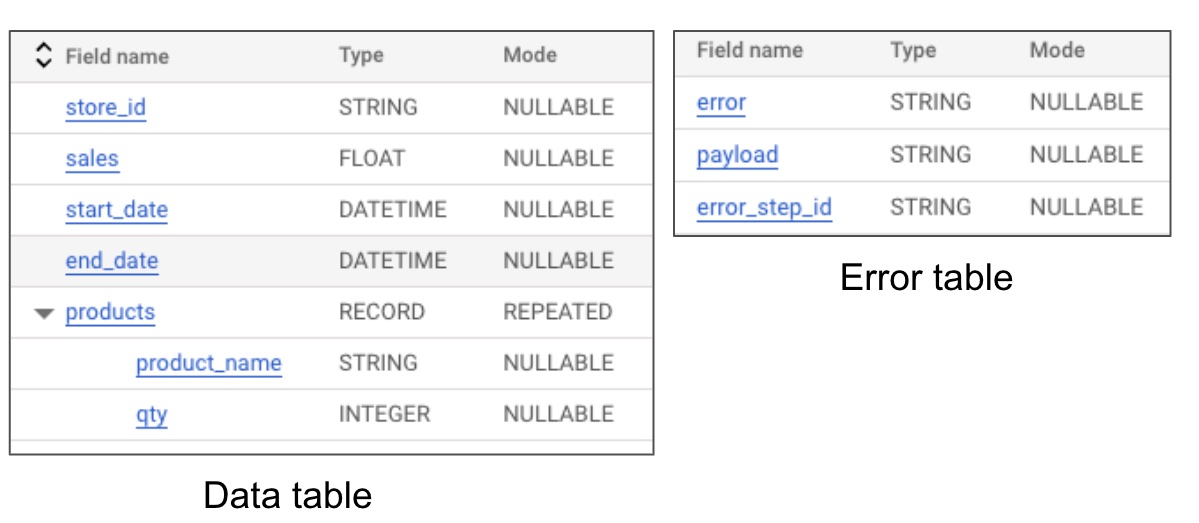 Field name Type Mode
store_id STRING NULLABLE
sales FLOAT NULLABLE
start_date DATETIME NULLABLE
end_date DATETIME NULLABLE
products RECORD REPEATED
product_name STRING NULLABLE
qty INTEGER NULLABLE
Data table
Field name Type Mode
error STRING NULLABLE
payload STRING NULLABLE
error_step_id STRING NULLABLE
Error table